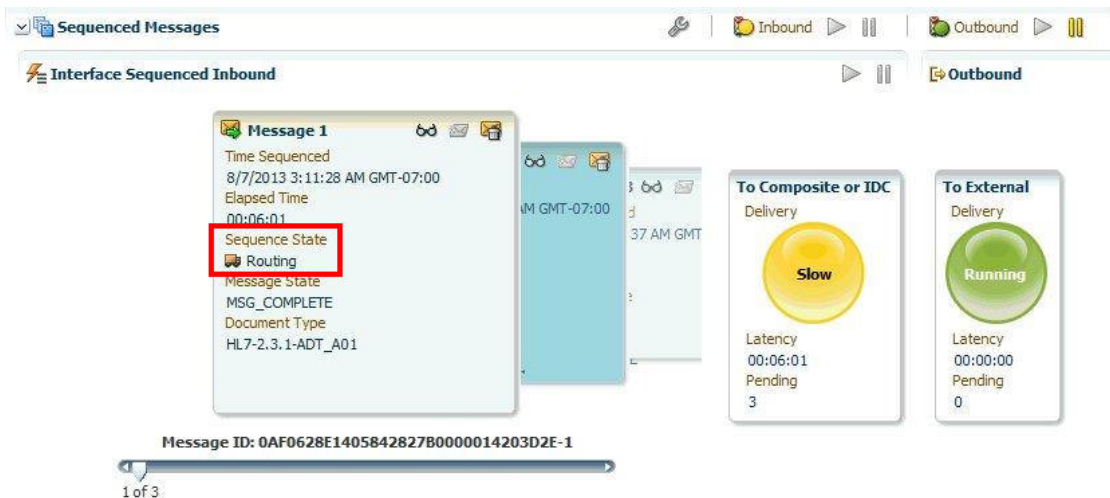 Sequenced Messages
Inbound
Outbound
Interface Sequenced Inbound
Outbound
Message 1
Time Sequenced
8/7/2013 3:11:28 AM GMT-07:00
Elapsed Time
00:06:01
Sequence State
Routing
Message State
MSG_COMPLETE
Document Type
HL7-2.3.1-ADT_A01
AM GMT-07:00
37 AM GMT
To Composite or IDC
Delivery
Slow
Latency
00:06:01
Pending
3
To External
Delivery
Running
Latency
00:00:00
Pending
0
Message ID: 0AF0628E1405842827B0000014203D2E-1
1 of 3